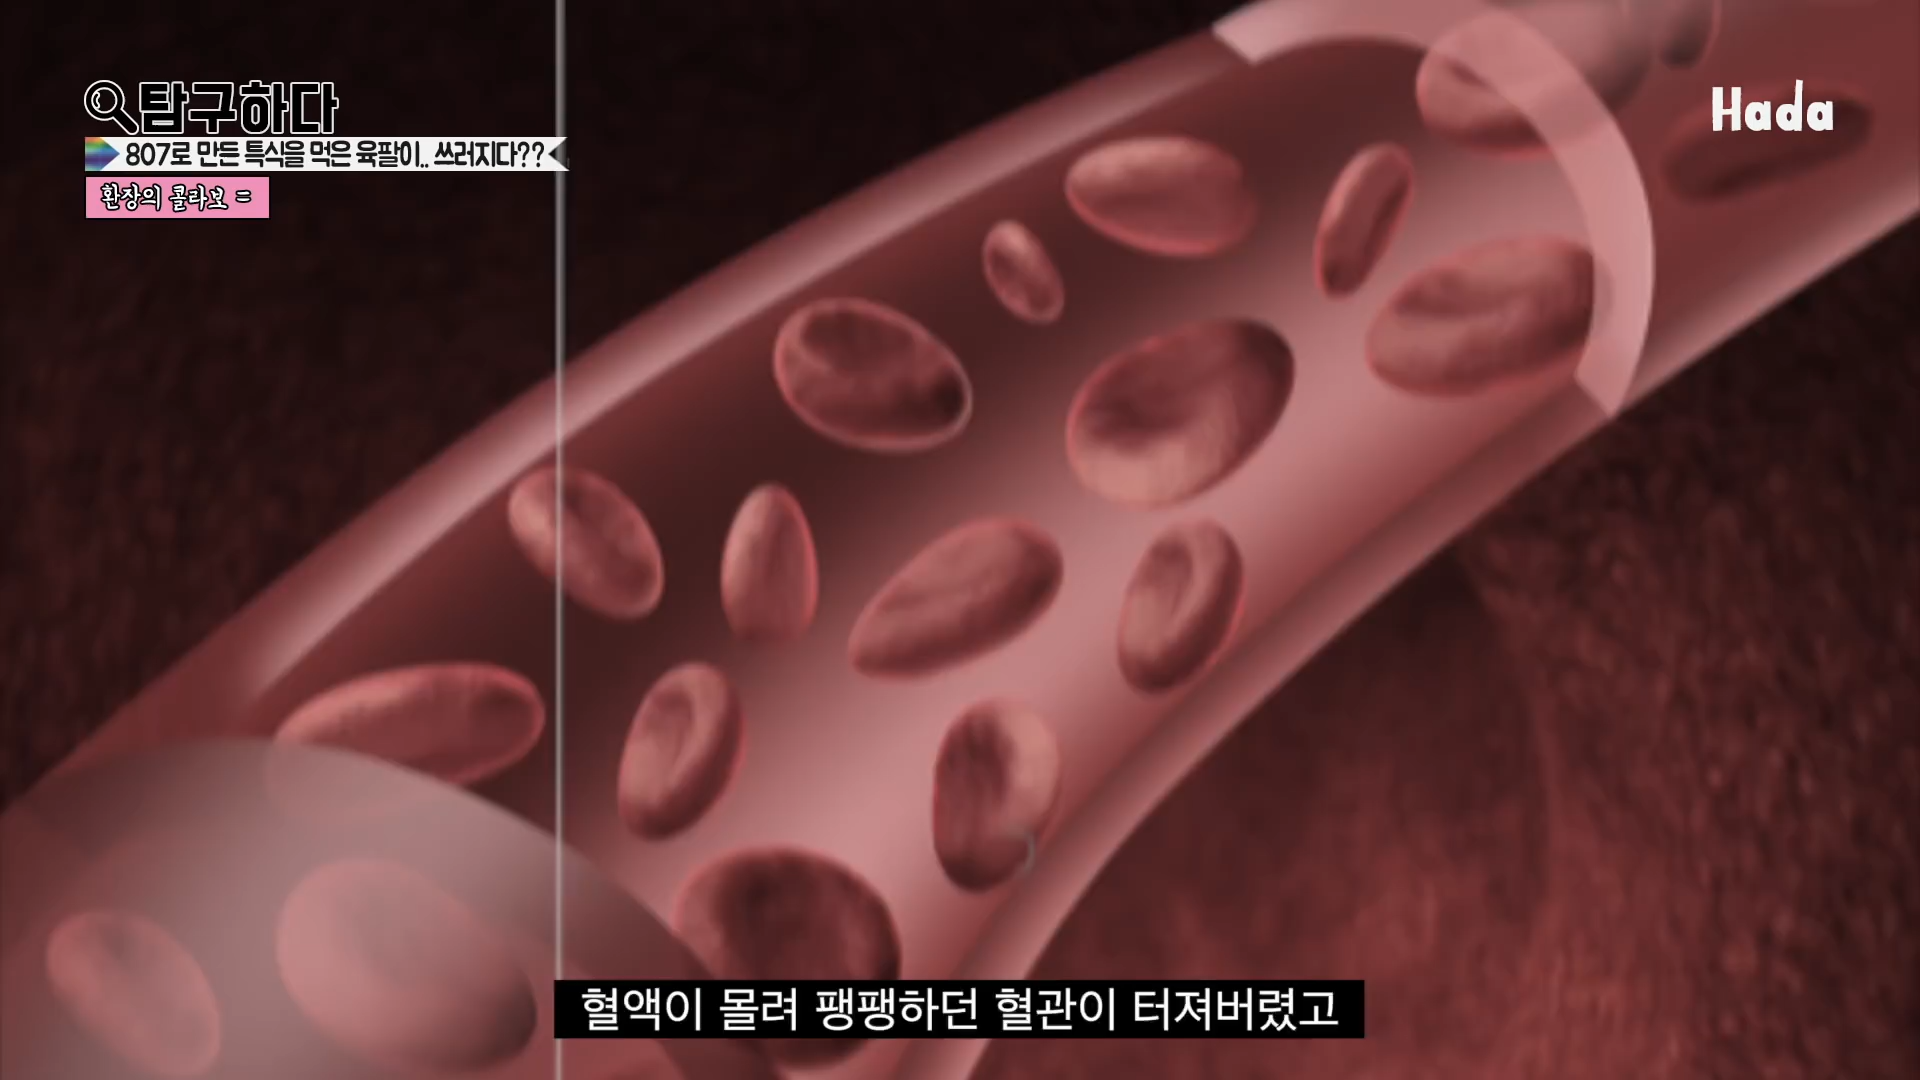 탐구하다
Hada
807로 만든 특식을 먹은 육팔이.. 쓰러지다??
환장의 콜라보 =
혈액이 몰려 팽팽하던 혈관이 터져버렸고